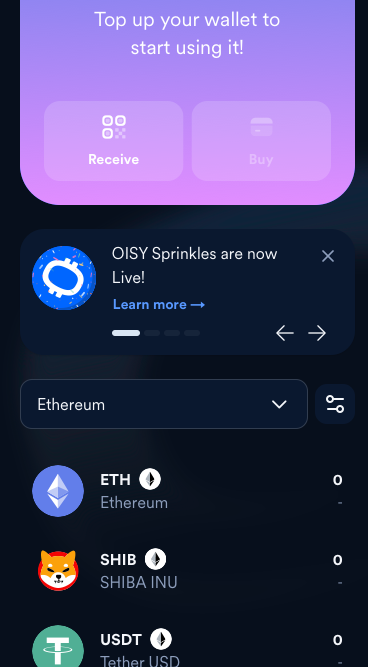 Top up your wallet to
start using it!
Receive
Buy
OISY Sprinkles are now
Live!
Learn more →
Ethereum
ETH
0
Ethereum
-
SHIB
0
SHIBA INU
-
USDT
0
Tether USD
-